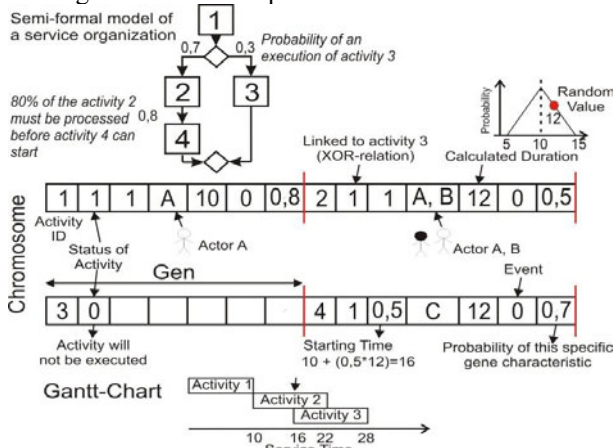 Semi-formal model of
a service organization
1
0,7
0,3
Probability of an
execution of activity 3
2
3
80% of the activity 2
must be processed
before activity 4 can
start
0,8
4
Probability
Random
Value
12
5 10 15
Linked to activity 3
(XOR-relation)
Calculated Duration
Chromosome
1 1 1 A 10 0 0,8 2 1 1 A, B 12 0 0,5
Activity
ID
Status of
Activity
Actor A
Actor A, B
Gen
Event
3 0 4 1 0,5 C 12 0 0,7
Activity will
not be executed
Starting Time
10 + (0,5*12)=16
Probability of this specific
gene characteristic
Gantt-Chart
Activity 1
Activity 2
Activity 3
10 16 22 28